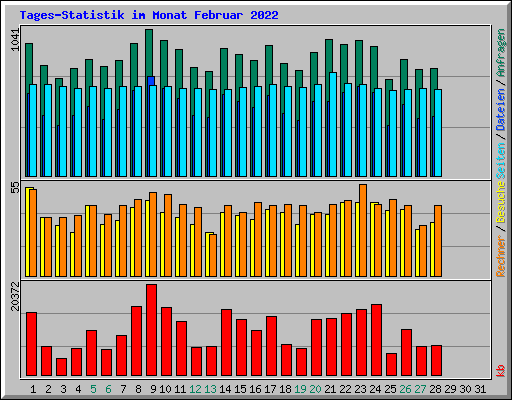 Tages-Statistik im Monat Februar 2022
1041
55
20372
Rechner / Besuche Seiten / Dateien / Anfragen
kb
1 2 3 4 5 6 7 8 9 10 11 12 13 14 15 16 17 18 19 20 21 22 23 24 25 26 27 28 29 30 31